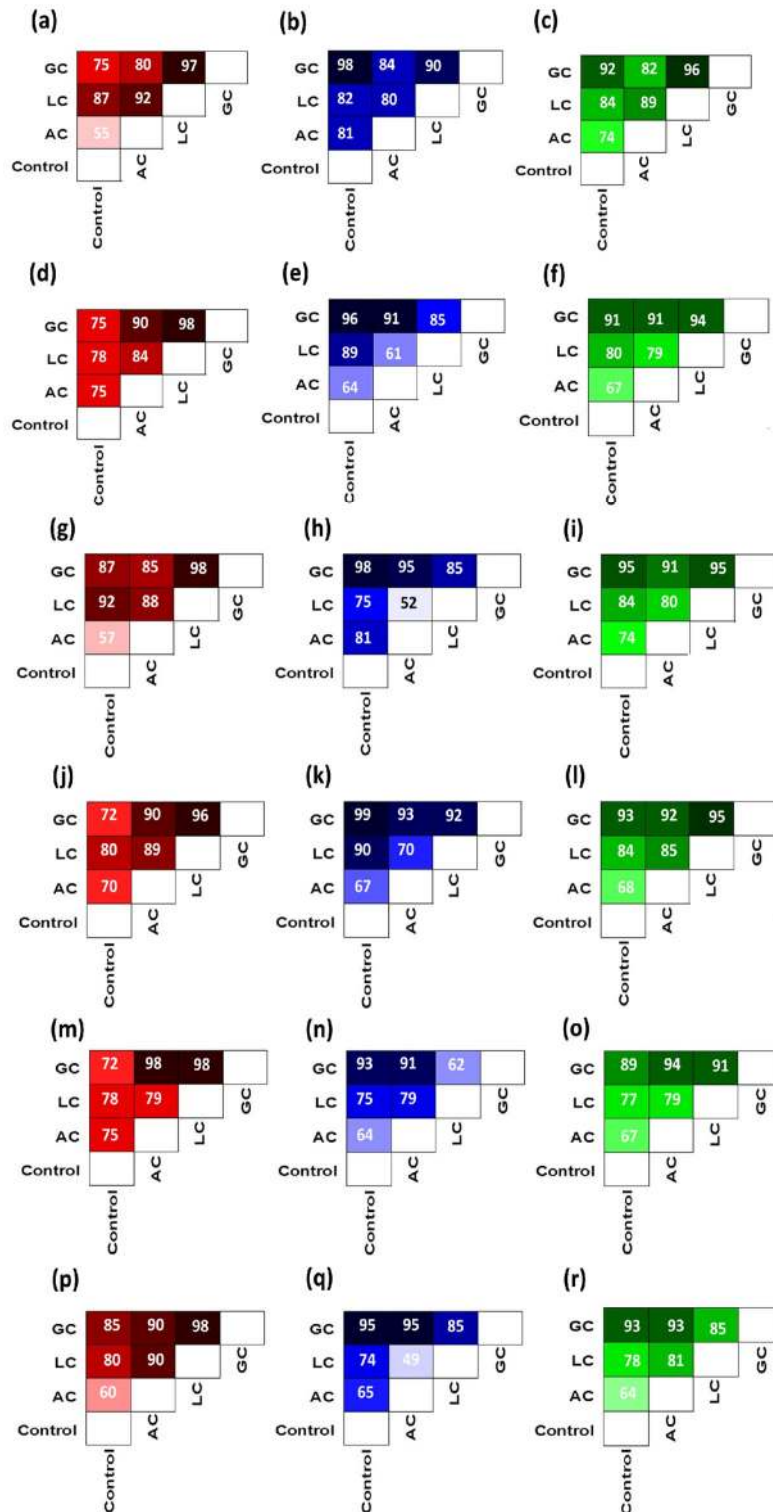 (a) (b) (c)
GC 75 80 97 GC 98 84 90 GC 92 82 96
LC 87 92 GC LC 82 80 GC LC 84 89 GC
AC 55 LC AC 81 LC AC 74 LC
Control AC Control AC Control AC
Control Control Control
(d) (e) (f)
GC 75 90 98 GC 96 91 85 GC 91 91 94
LC 78 84 GC LC 89 61 GC LC 80 79 GC
AC 75 LC AC 64 LC AC 67 LC
Control AC Control AC Control AC
Control Control Control
(g) (h) (i)
GC 87 85 98 GC 98 95 85 GC 95 91 95
LC 92 88 GC LC 75 52 GC LC 84 80 GC
AC 57 LC AC 81 LC AC 74 LC
Control AC Control AC Control AC
Control Control Control
(j) (k) (l)
GC 72 90 96 GC 99 93 92 GC 93 92 95
LC 80 89 GC LC 90 70 GC LC 84 85 GC
AC 70 LC AC 67 LC AC 68 LC
Control AC Control AC Control AC
Control Control Control
(m) (n) (o)
GC 72 98 98 GC 93 91 62 GC 89 94 91
LC 78 79 GC LC 75 79 GC LC 77 79 GC
AC 75 LC AC 64 LC AC 67 LC
Control AC Control AC Control AC
Control Control Control
(p) (q) (r)
GC 85 90 98 GC 95 95 85 GC 93 93 85
LC 80 90 GC LC 74 49 GC LC 78 81 GC
AC 60 LC AC 65 LC AC 64 LC
Control AC Control AC Control AC
Control Control Control